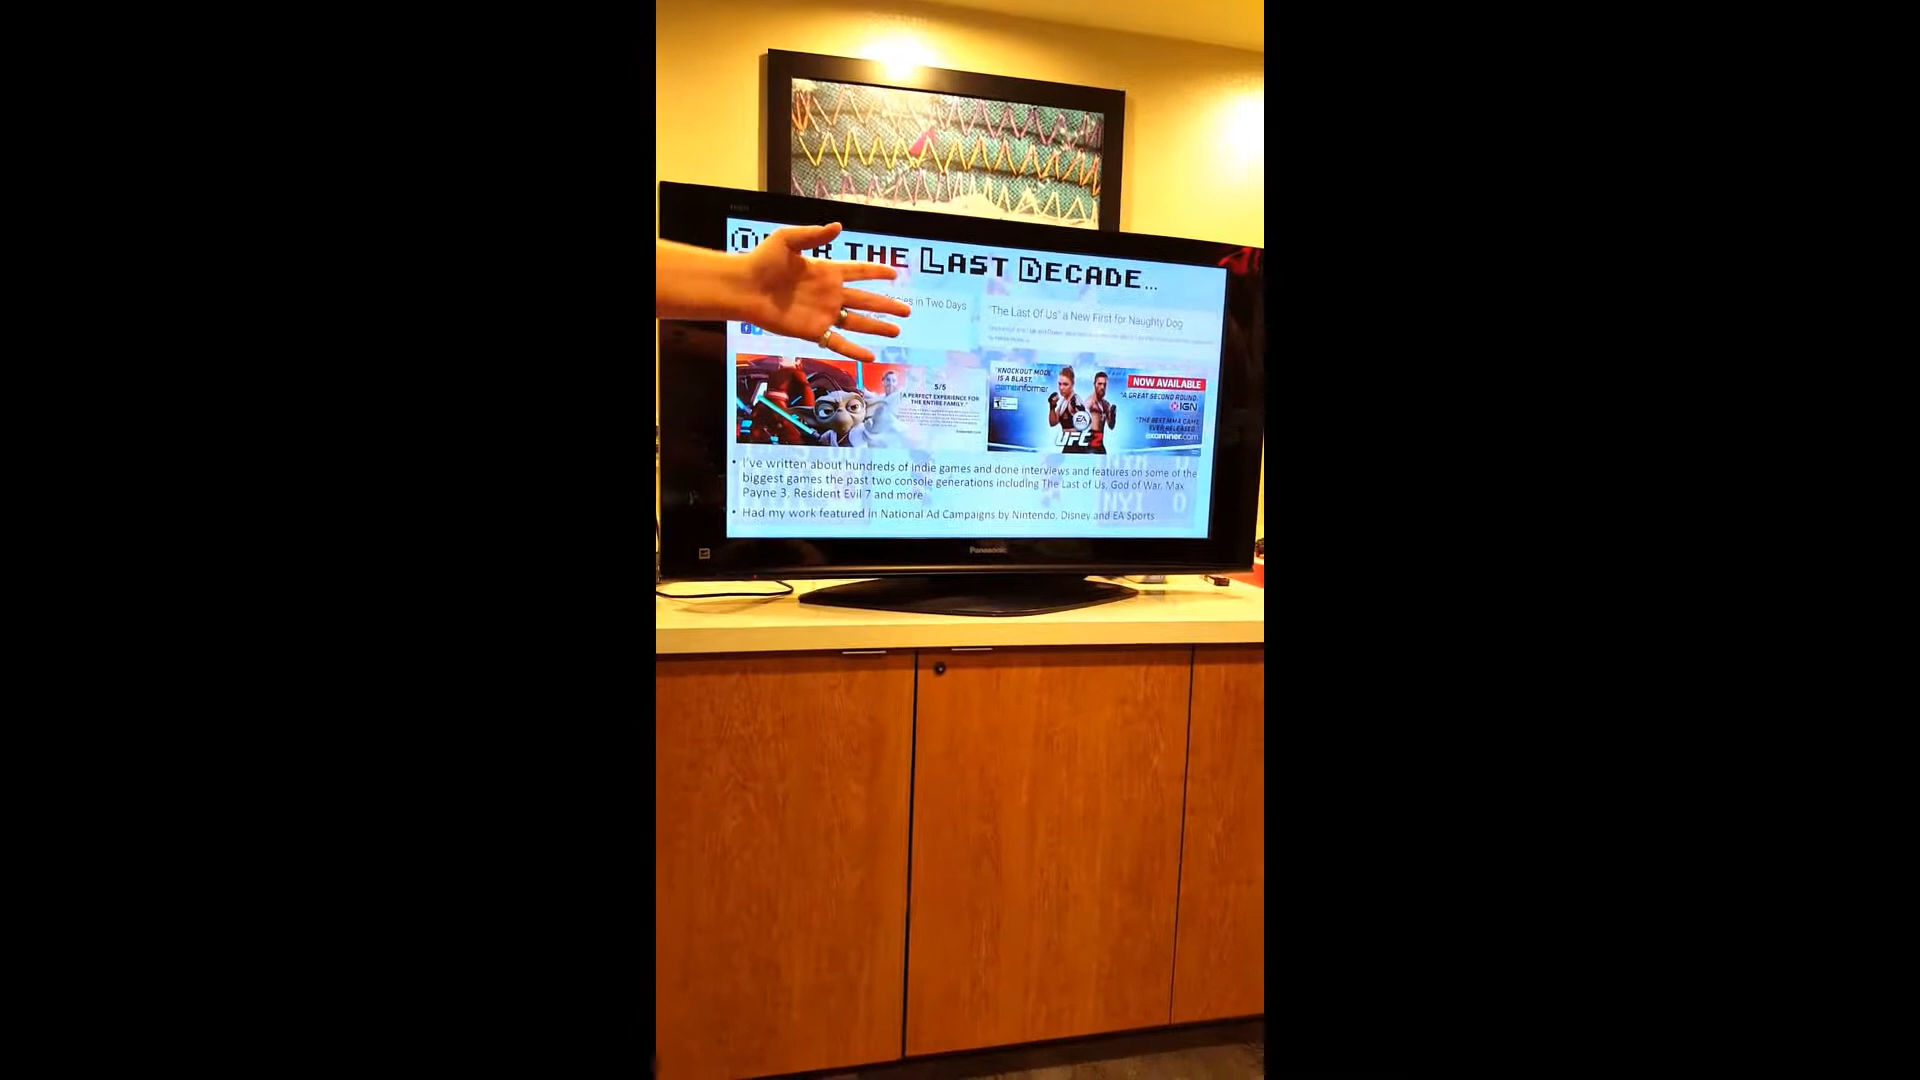 THE LAST DECADE...
in Two Days
"The Last Of Us" a New First for Naughty Dog
5/5
"A PERFECT EXPERIENCE FOR
THE ENTIRE FAMILY."
"KNOCKOUT MODE
IS A BLAST.
gameinformer
NOW AVAILABLE
"A GREAT SECOND ROUND.
IGN
"THE BEST MMA GAME
EVER RELEASED.
examiner.com
EA
UFC 2
• I've written about hundreds of indie games and done interviews and features on some of the
biggest games the past two console generations including The Last of Us, God of War, Max
Payne 3, Resident Evil 7 and more
• Had my work featured in National Ad Campaigns by Nintendo, Disney and EA Sports
NYI 0
Panasonic